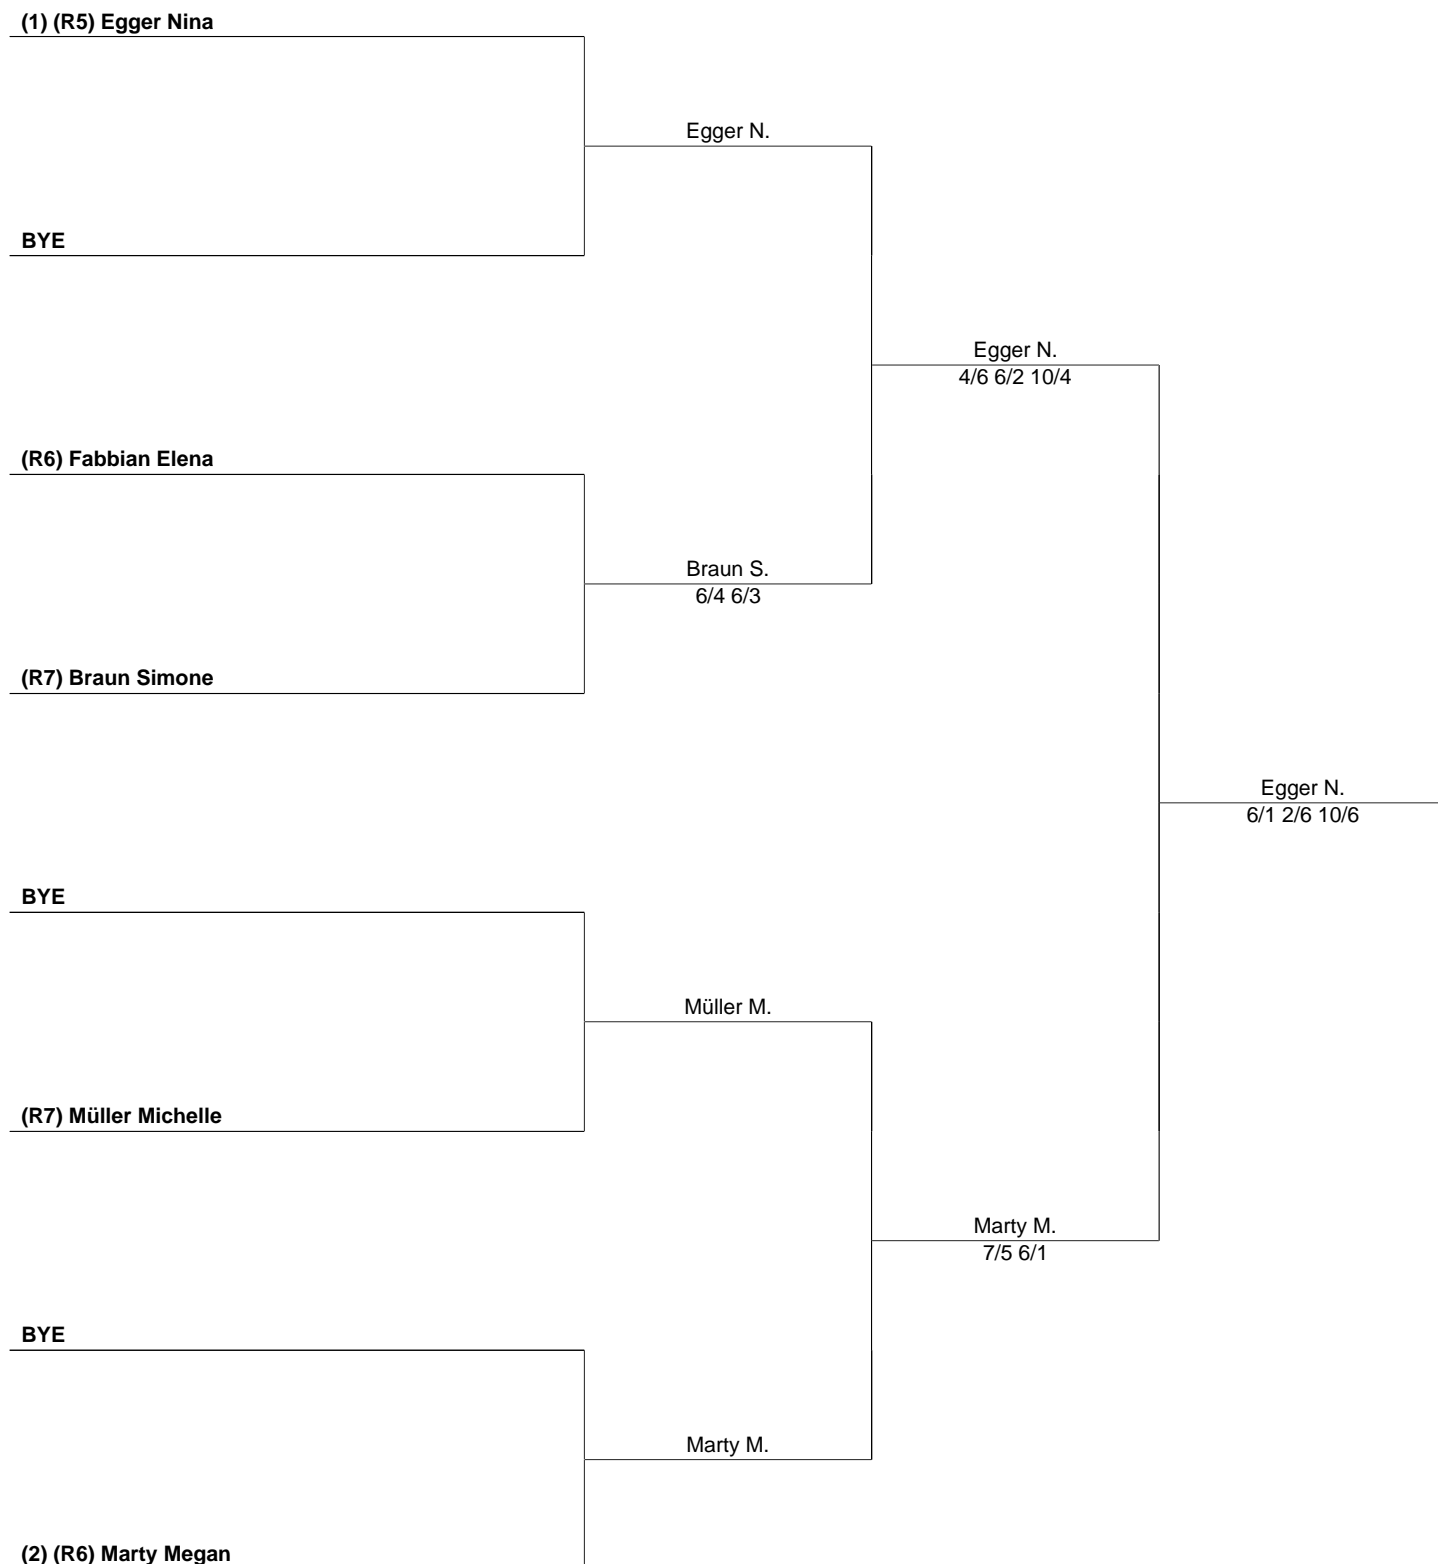 (1) (R5) Egger Nina
Egger N.
BYE
Egger N.
4/6 6/2 10/4
(R6) Fabbian Elena
Braun S.
6/4 6/3
(R7) Braun Simone
Egger N.
6/1 2/6 10/6
BYE
Müller M.
(R7) Müller Michelle
Marty M.
7/5 6/1
BYE
Marty M.
(2) (R6) Marty Megan